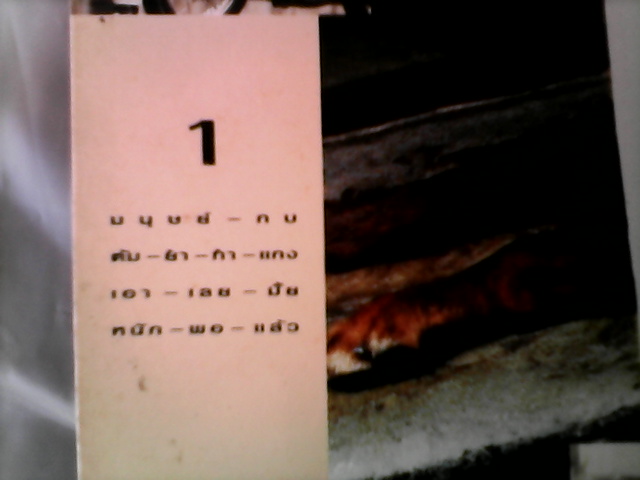 1
มนุษย์ – กบ
ต้ม – ยำ – ทำ – แกง
เอา – เลย – มั้ย
หนัก – พอ – แล้ว